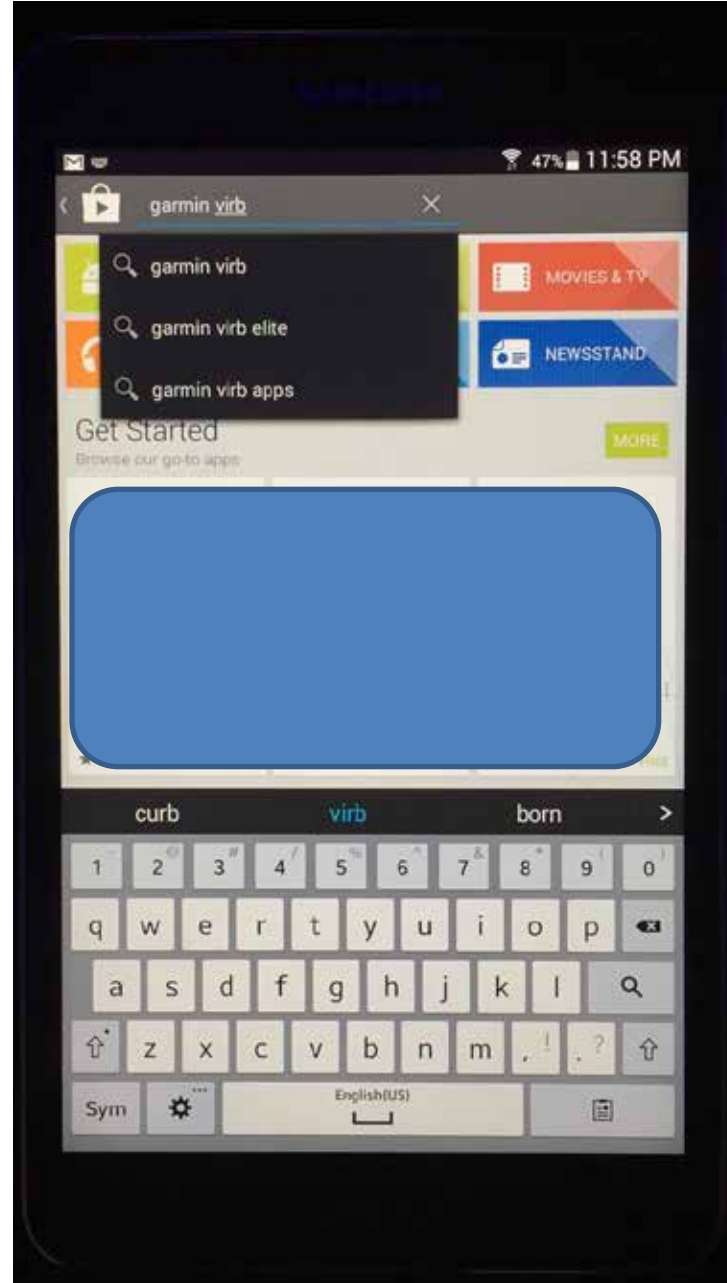 47% 11:58 PM
garmin virb
garmin virb
MOVIES & TV
garmin virb elite
NEWSSTAND
garmin virb apps
Get Started
MORE
Browse our go-to apps
FREE
curb virb born >
1 2 @ 3 # 4 / 5 % 6 ^ 7 & 8 * 9 ( 0 )
q w e r t y u i o p
a s d f g h j k l
z x c v b n m , ! . ?
Sym ... English(US)